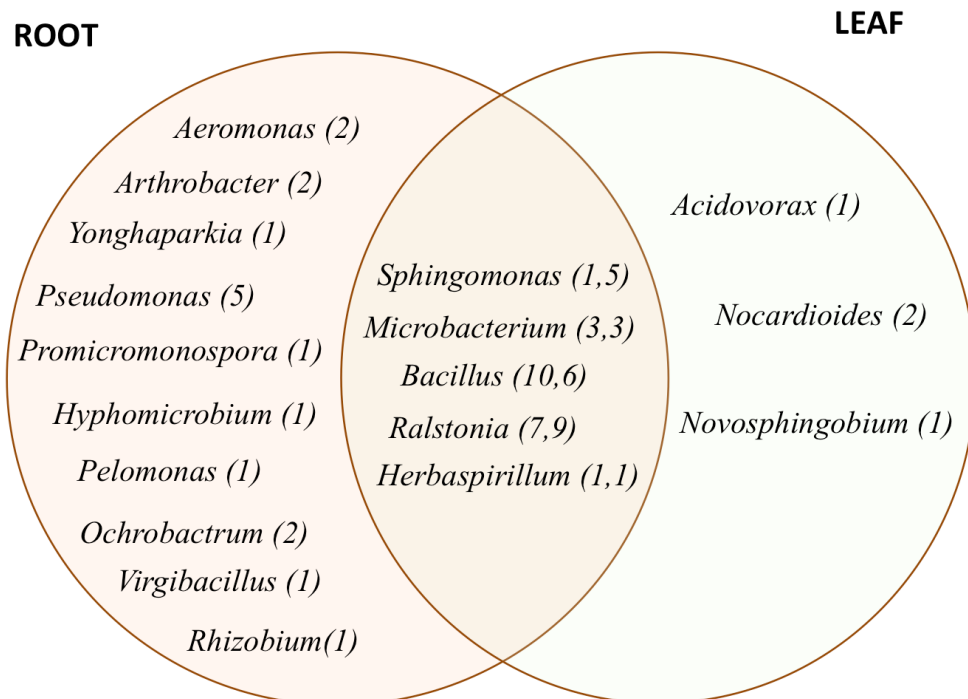 ROOT
LEAF
Aeromonas (2)
Arthrobacter (2)
Yonghaparkia (1)
Pseudomonas (5)
Promicromonospora (1)
Hyphomicrobium (1)
Pelomonas (1)
Ochrobactrum (2)
Virgibacillus (1)
Rhizobium(1)
Sphingomonas (1,5)
Microbacterium (3,3)
Bacillus (10,6)
Ralstonia (7,9)
Herbaspirillum (1,1)
Acidovorax (1)
Nocardioides (2)
Novosphingobium (1)